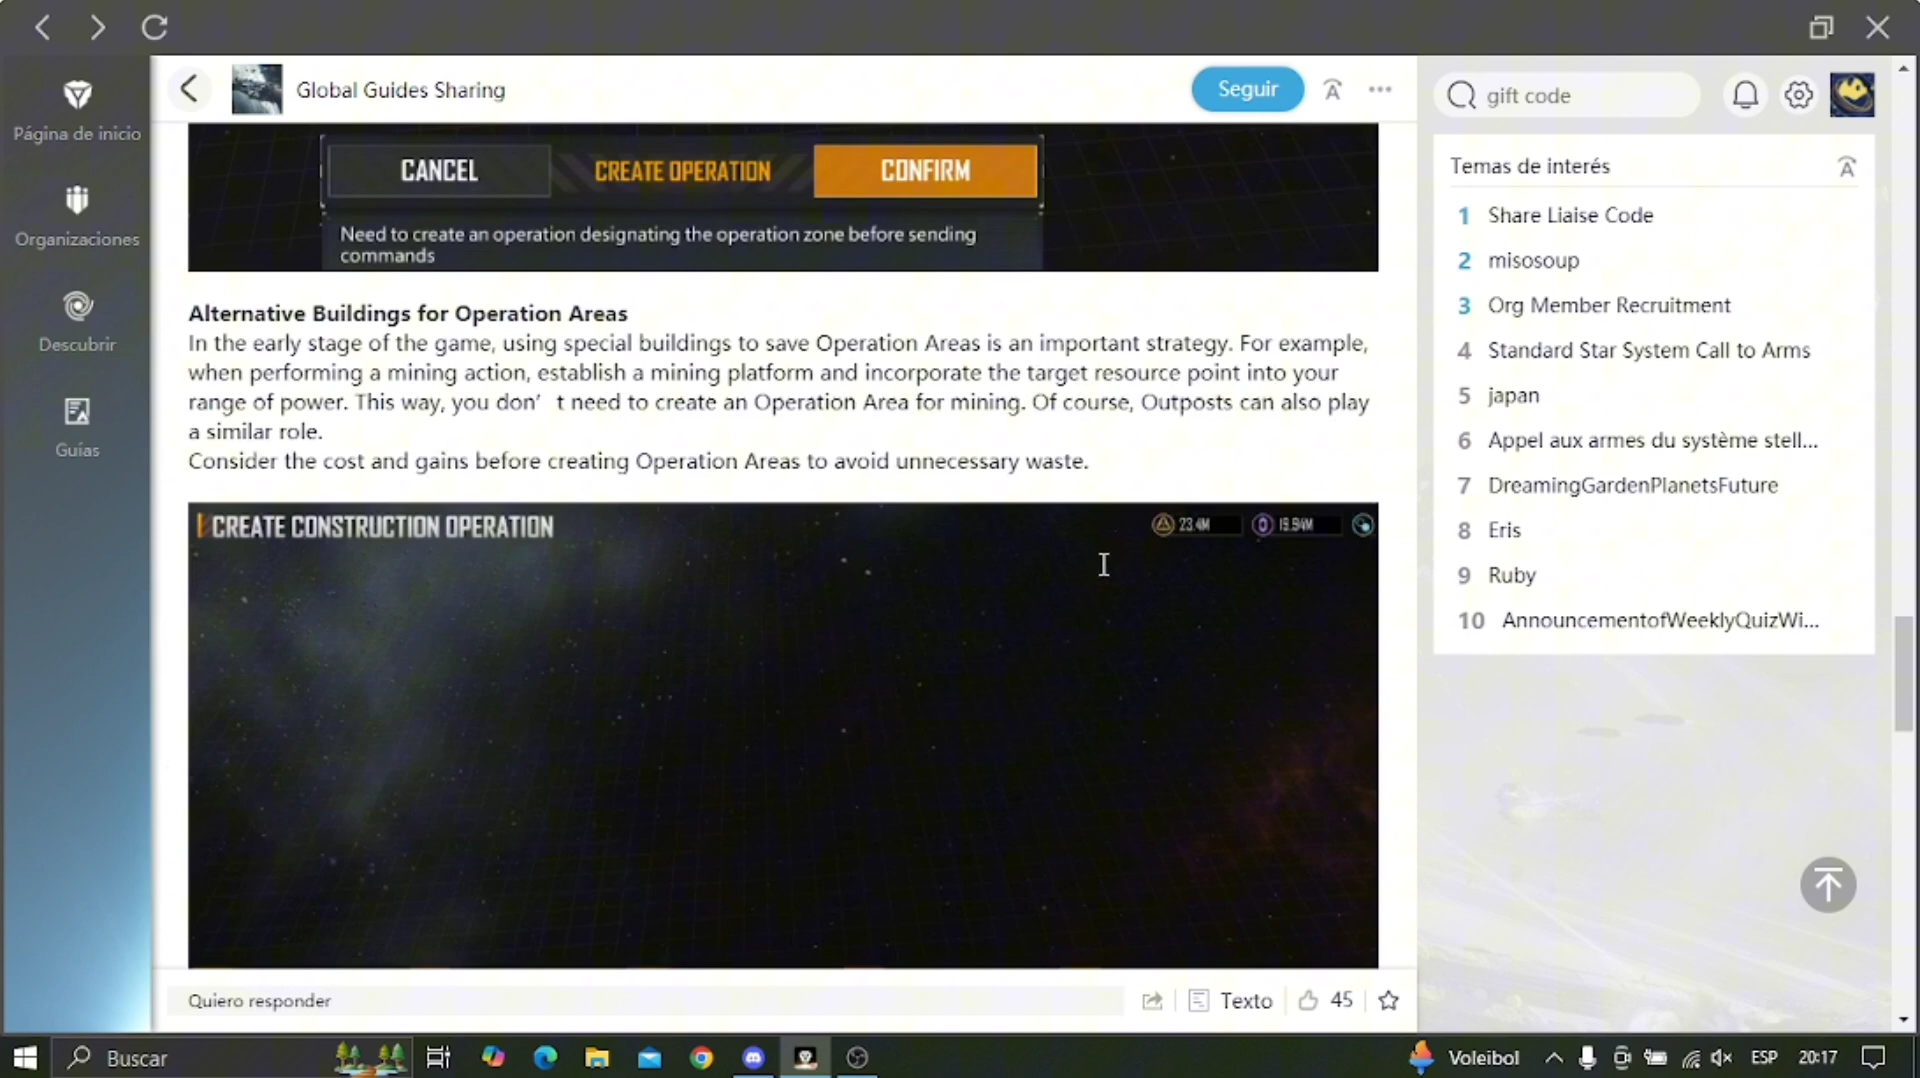 Global Guides Sharing
Seguir
gift code
Página de inicio
Organizaciones
Descubrir
Guías
CANCEL
CREATE OPERATION
CONFIRM
Need to create an operation designating the operation zone before sending
commands
Alternative Buildings for Operation Areas
In the early stage of the game, using special buildings to save Operation Areas is an important strategy. For example,
when performing a mining action, establish a mining platform and incorporate the target resource point into your
range of power. This way, you don’ t need to create an Operation Area for mining. Of course, Outposts can also play
a similar role.
Consider the cost and gains before creating Operation Areas to avoid unnecessary waste.
CREATE CONSTRUCTION OPERATION
23.4M
19.94M
Temas de interés
1 Share Liaise Code
2 misosoup
3 Org Member Recruitment
4 Standard Star System Call to Arms
5 japan
6 Appel aux armes du système stell...
7 DreamingGardenPlanetsFuture
8 Eris
9 Ruby
10 AnnouncementofWeeklyQuizWi...
Quiero responder
Texto
45
Buscar
Voleibol
ESP
20:17